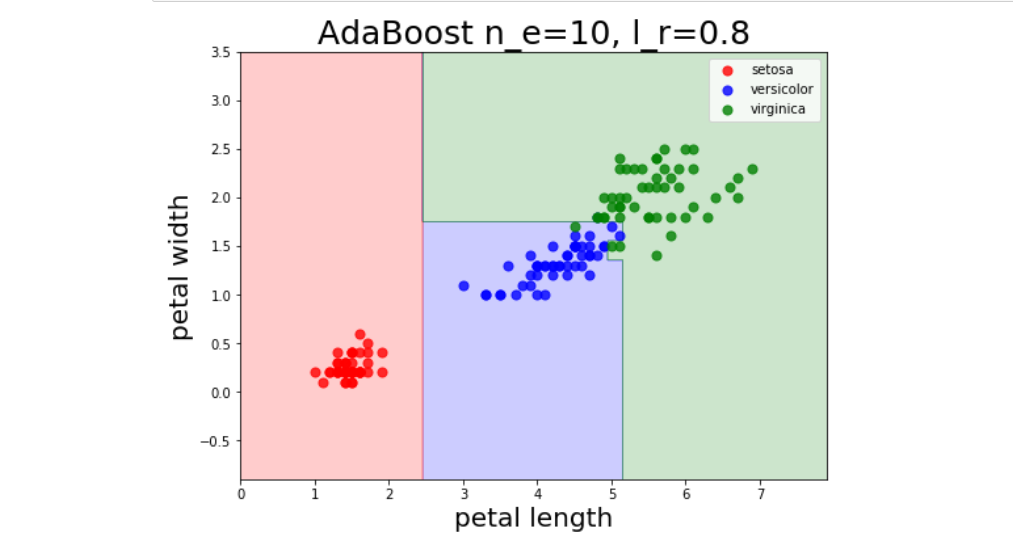 AdaBoost n_e=10, l_r=0.8
3.5
3.0
2.5
2.0
1.5
1.0
0.5
0.0
−0.5
petal width
setosa
versicolor
virginica
0 1 2 3 4 5 6 7
petal length